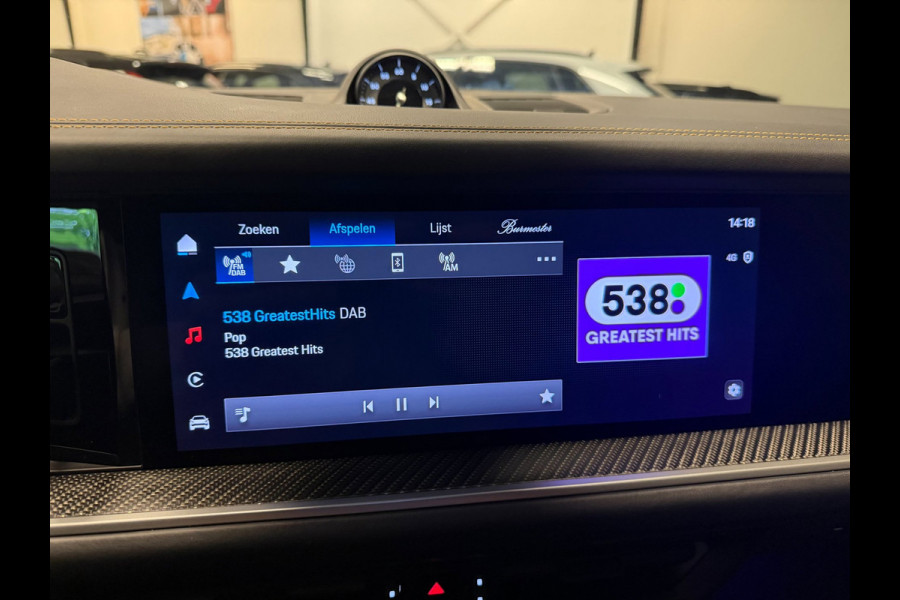 Zoeken Afspelen Lijst Burmester 14:18
FM
DAB
AM
4G
538 GreatestHits DAB
Pop
538 Greatest Hits
538
GREATEST HITS